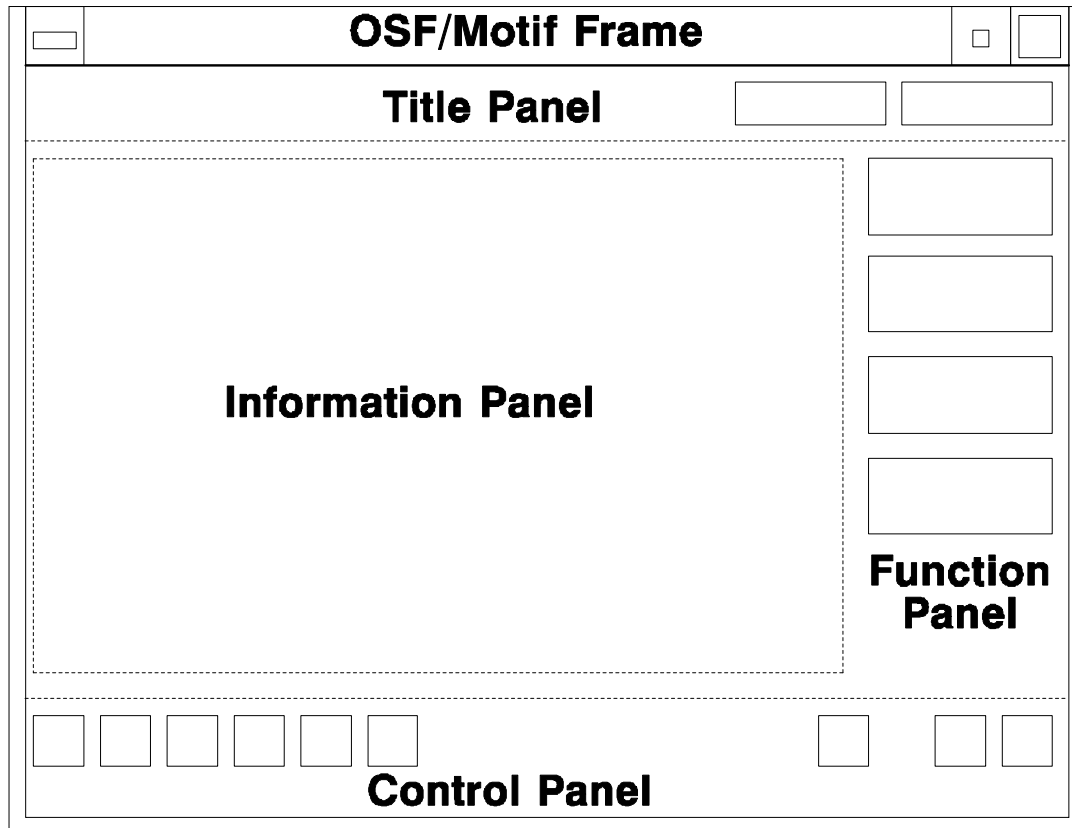 OSF/Motif Frame
Title Panel
Information Panel
Function
Panel
Control Panel